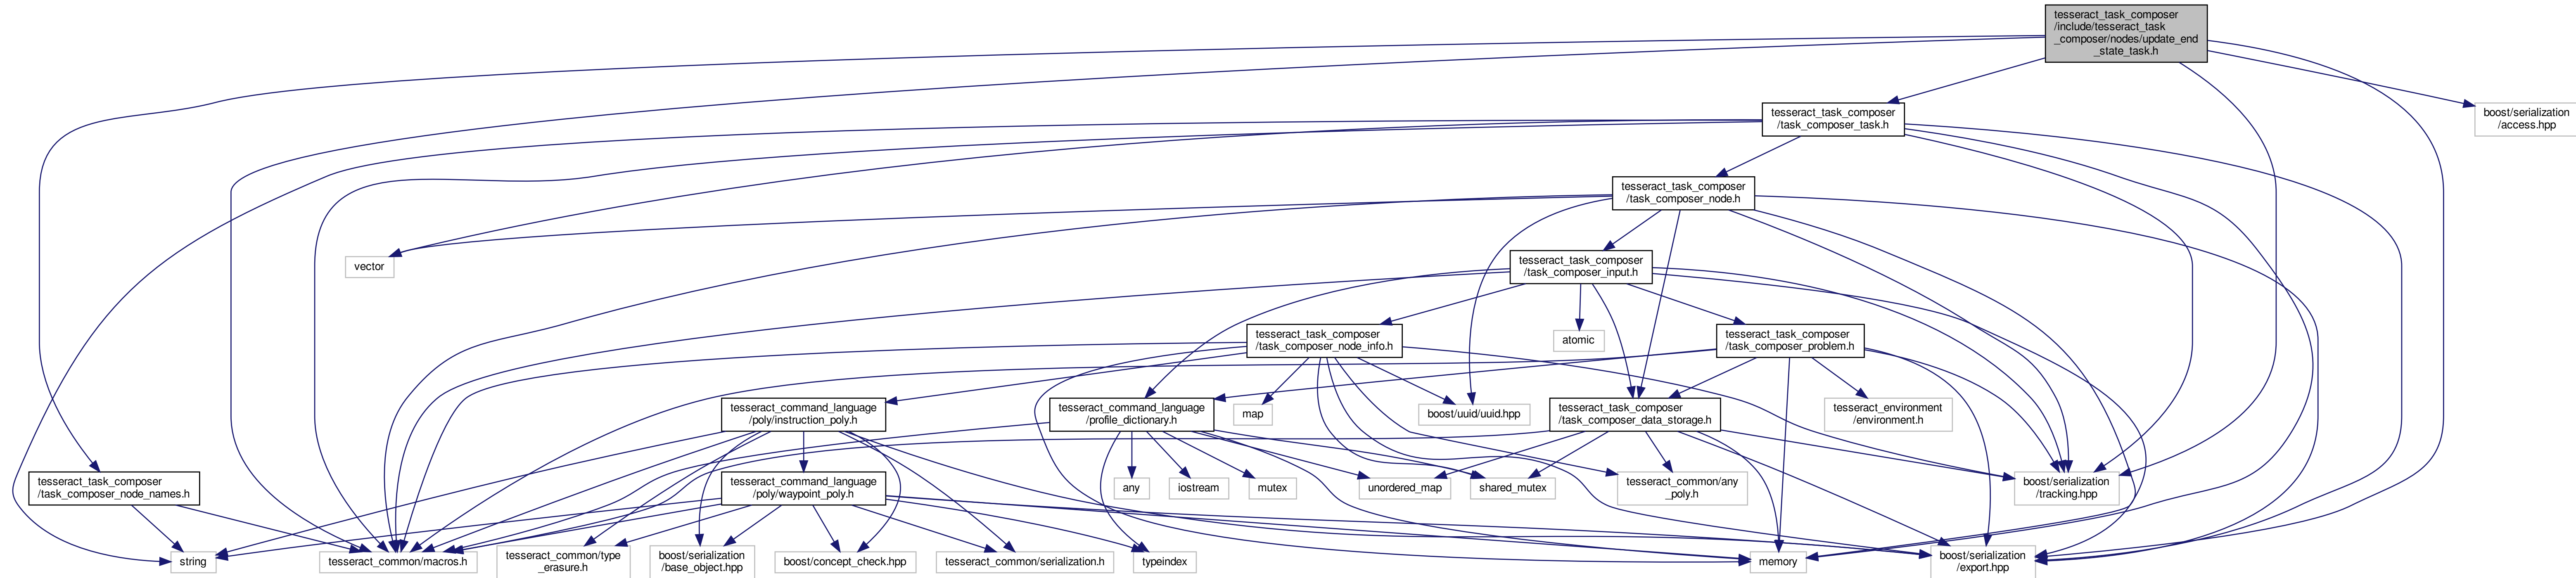 tesseract_task_composer
/include/tesseract_task
_composer/nodes/update_end
_state_task.h
tesseract_task_composer
/task_composer_task.h
boost/serialization
/access.hpp
tesseract_task_composer
/task_composer_node.h
vector
tesseract_task_composer
/task_composer_input.h
tesseract_task_composer
/task_composer_node_info.h
atomic
tesseract_task_composer
/task_composer_problem.h
tesseract_command_language
/poly/instruction_poly.h
tesseract_command_language
/profile_dictionary.h
map
boost/uuid/uuid.hpp
tesseract_task_composer
/task_composer_data_storage.h
tesseract_environment
/environment.h
tesseract_task_composer
/task_composer_node_names.h
tesseract_command_language
/poly/waypoint_poly.h
any
iostream
mutex
unordered_map
shared_mutex
tesseract_common/any
_poly.h
boost/serialization
/tracking.hpp
string
tesseract_common/macros.h
tesseract_common/type
_erasure.h
boost/serialization
/base_object.hpp
boost/concept_check.hpp
tesseract_common/serialization.h
typeindex
memory
boost/serialization
/export.hpp